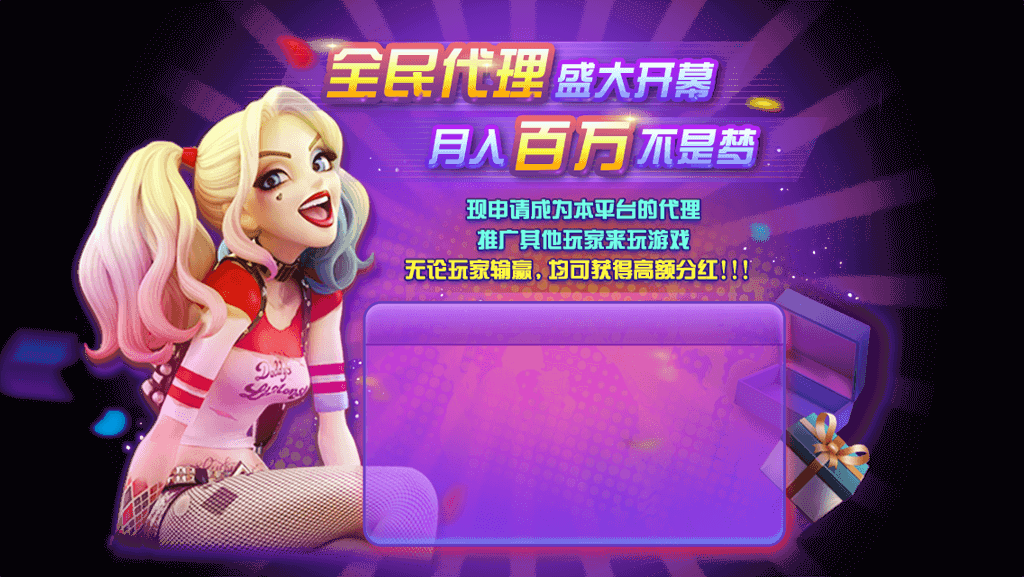 全民代理盛大开幕
月入百万不是梦
现申请成为本平台的代理
推广其他玩家来玩游戏
无论玩家输赢，均可获得高额分红!!!
Daddy's